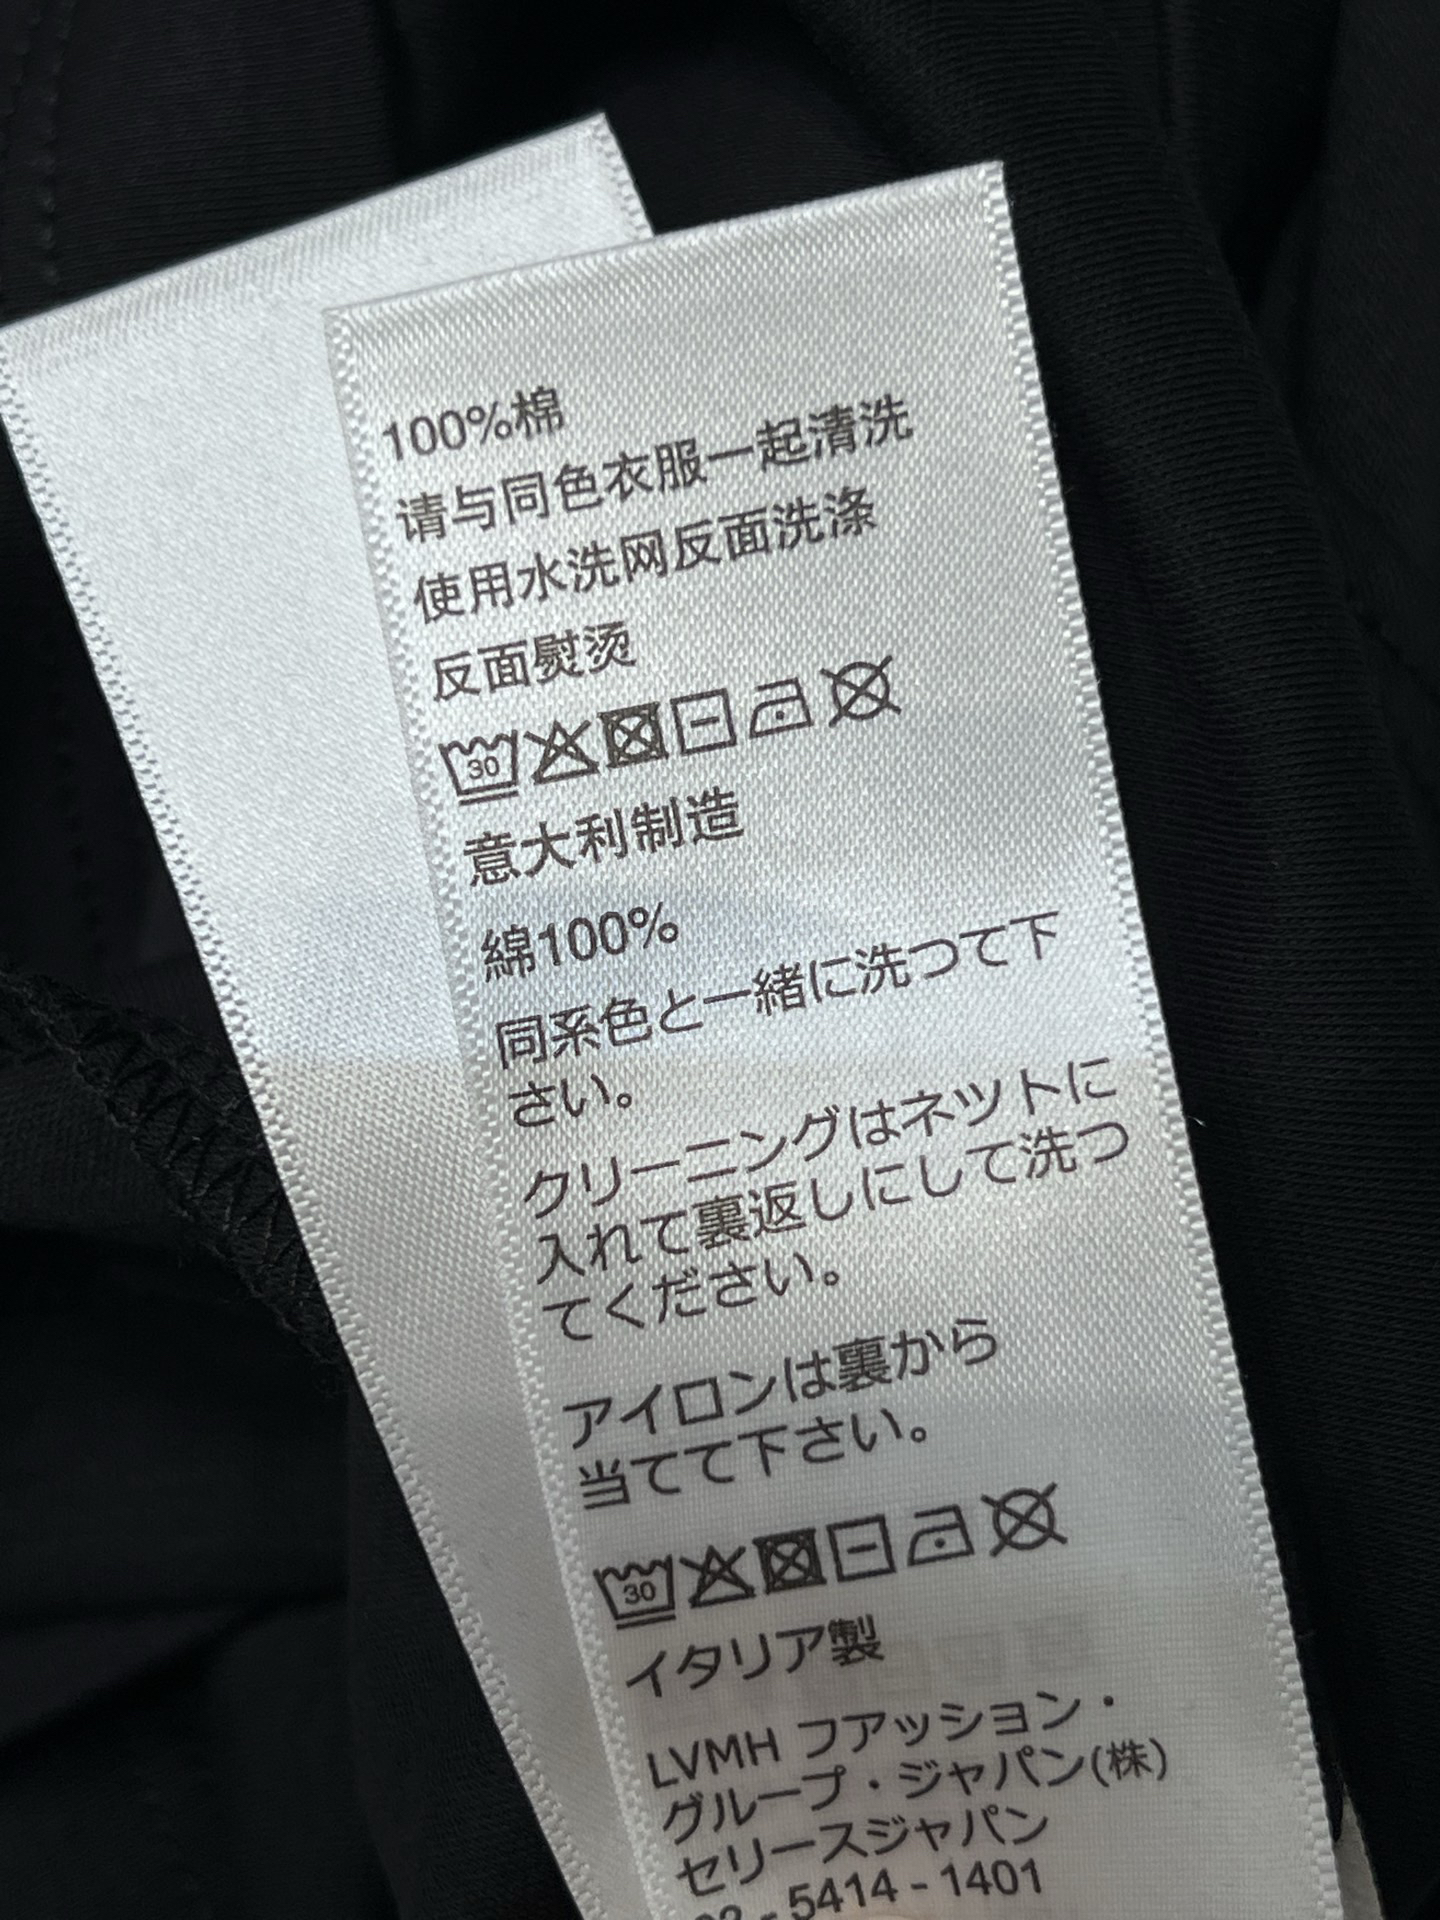 100%棉
请与同色衣服一起清洗
使用水洗网反面洗涤
反面熨烫
30
意大利制造
綿100%
同系色と一緒に洗つて下
さい。
クリーニングはネツトに
入れて裏返しにして洗つ
てください。
アイロンは裏から
当てて下さい。
30
イタリア製
LVMH フアッション・
グループ・ジャパン(株)
セリースジャパン
- 5414 - 1401